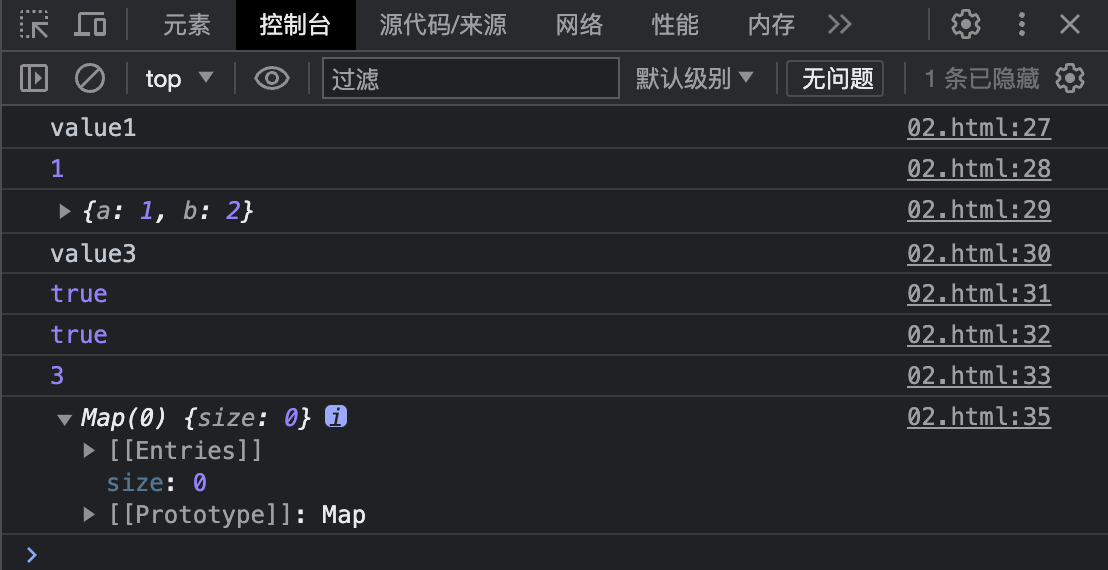 元素 控制台 源代码/来源 网络 性能 内存
top 过滤 默认级别 无问题 1 条已隐藏
value1 02.html:27
1 02.html:28
{a: 1, b: 2} 02.html:29
value3 02.html:30
true 02.html:31
true 02.html:32
3 02.html:33
Map(0) {size: 0} i 02.html:35
[[Entries]]
size: 0
[[Prototype]]: Map